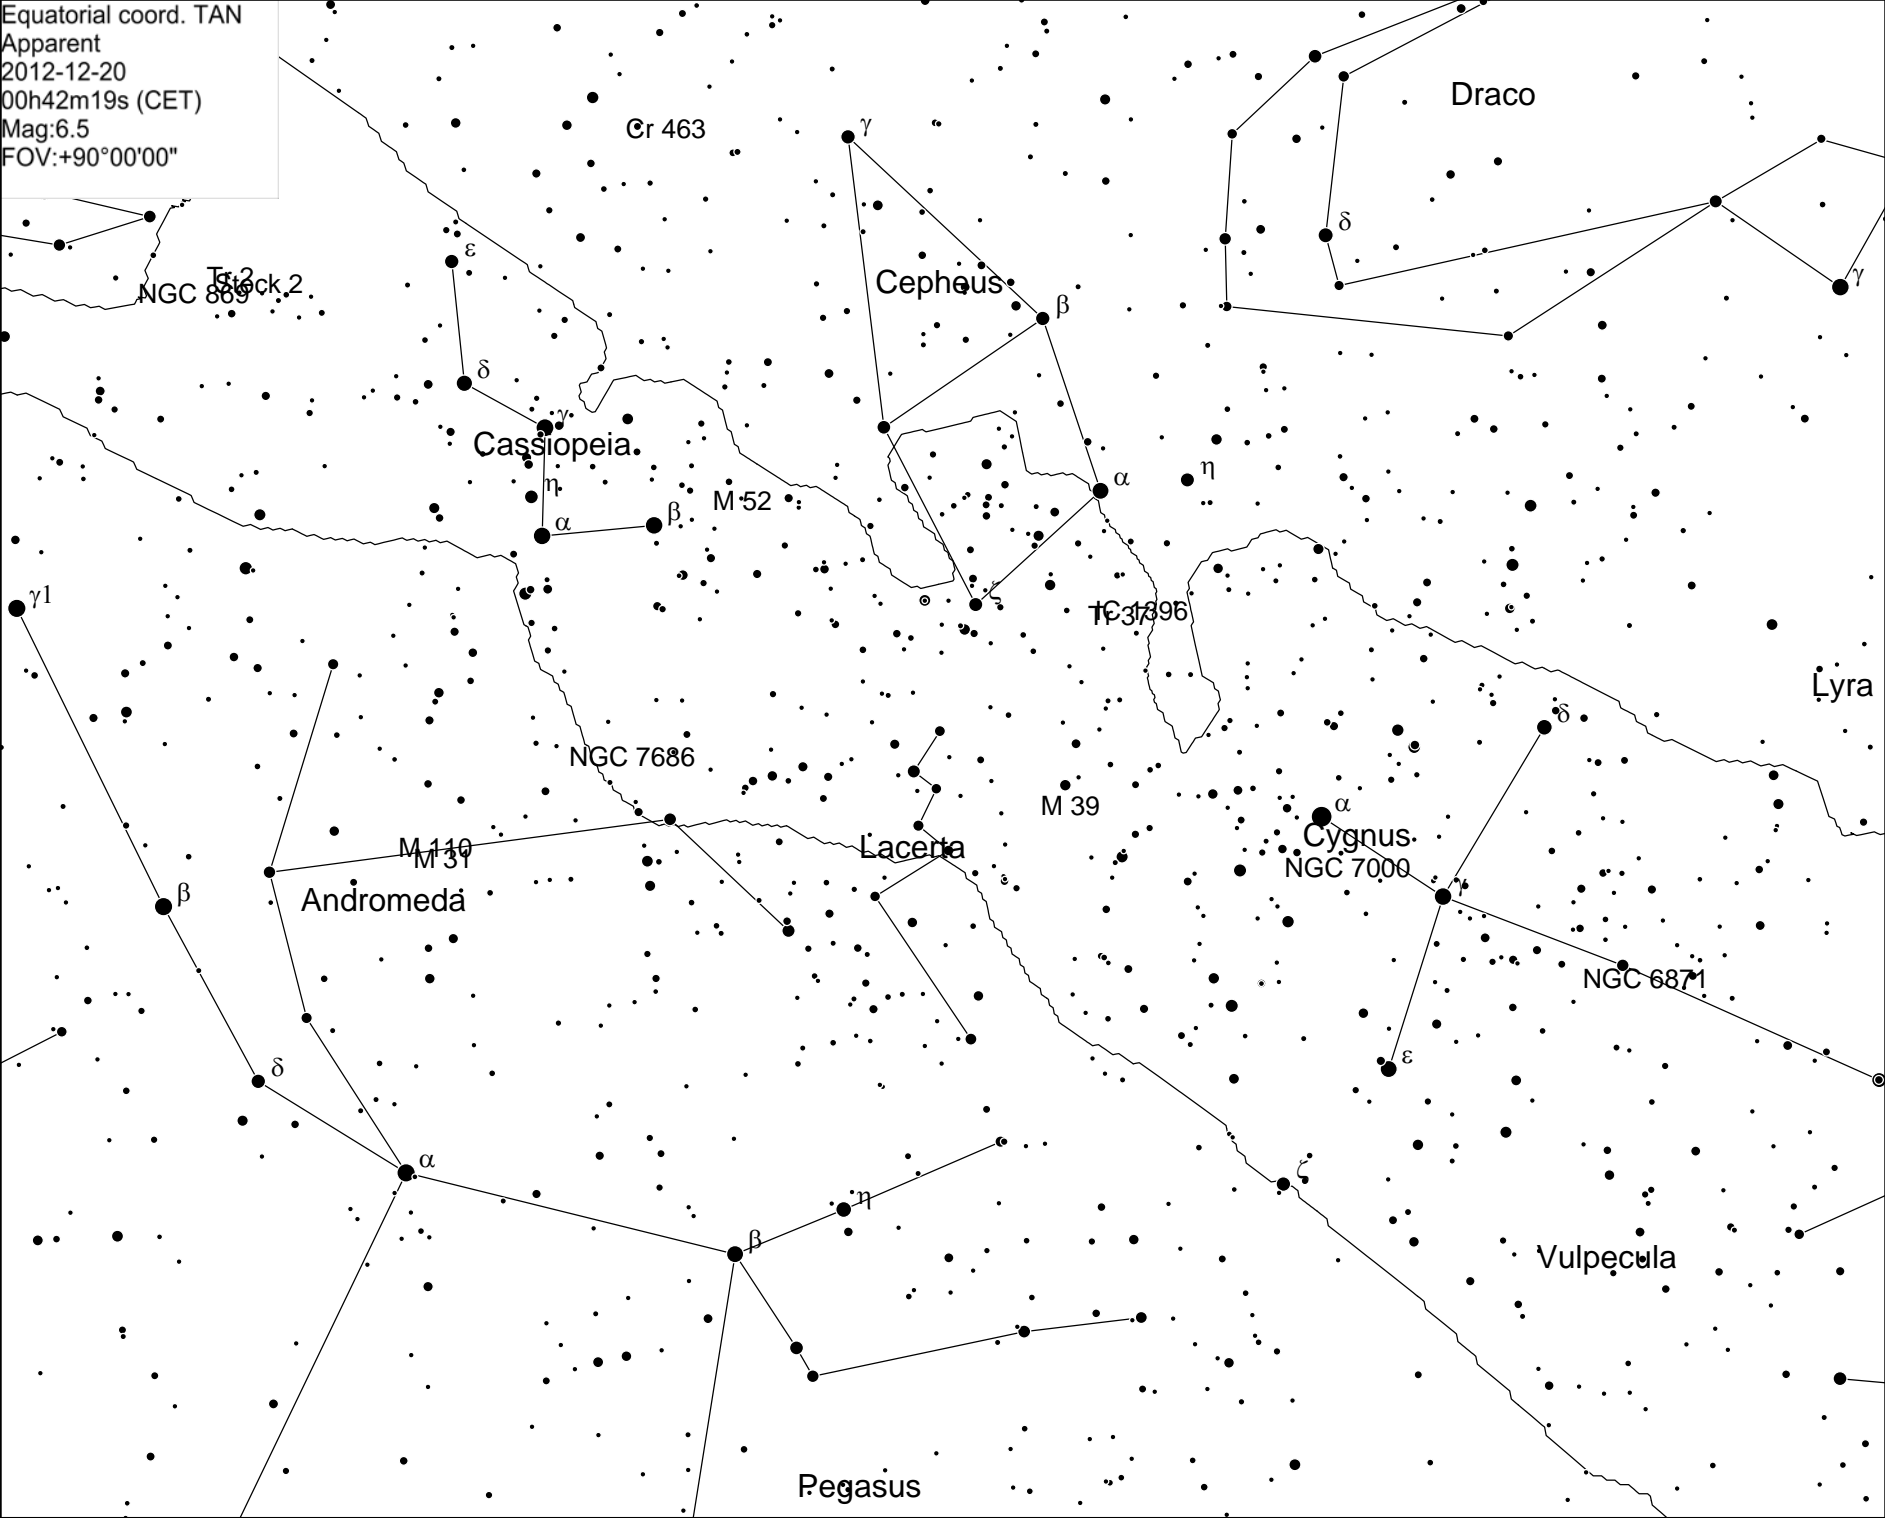 Equatorial coord. TAN
Apparent
2012-12-20
00h42m19s (CET)
Mag:6.5
FOV:+90°00'00"
Draco
Cr 463
γ
δ
ε
Tr 2
Stock 2
NGC 869
Cepheus
γ
β
δ
γ
Cassiopeia
α
η
η
M 52
α
β
γ1
ζ
IC 1396
Tr 37
Lyra
δ
NGC 7686
M 39
α
Cygnus
M 110
M 31
Lacerta
NGC 7000
β
Andromeda
γ
NGC 6871
ε
δ
α
ζ
η
β
Vulpecula
Pegasus